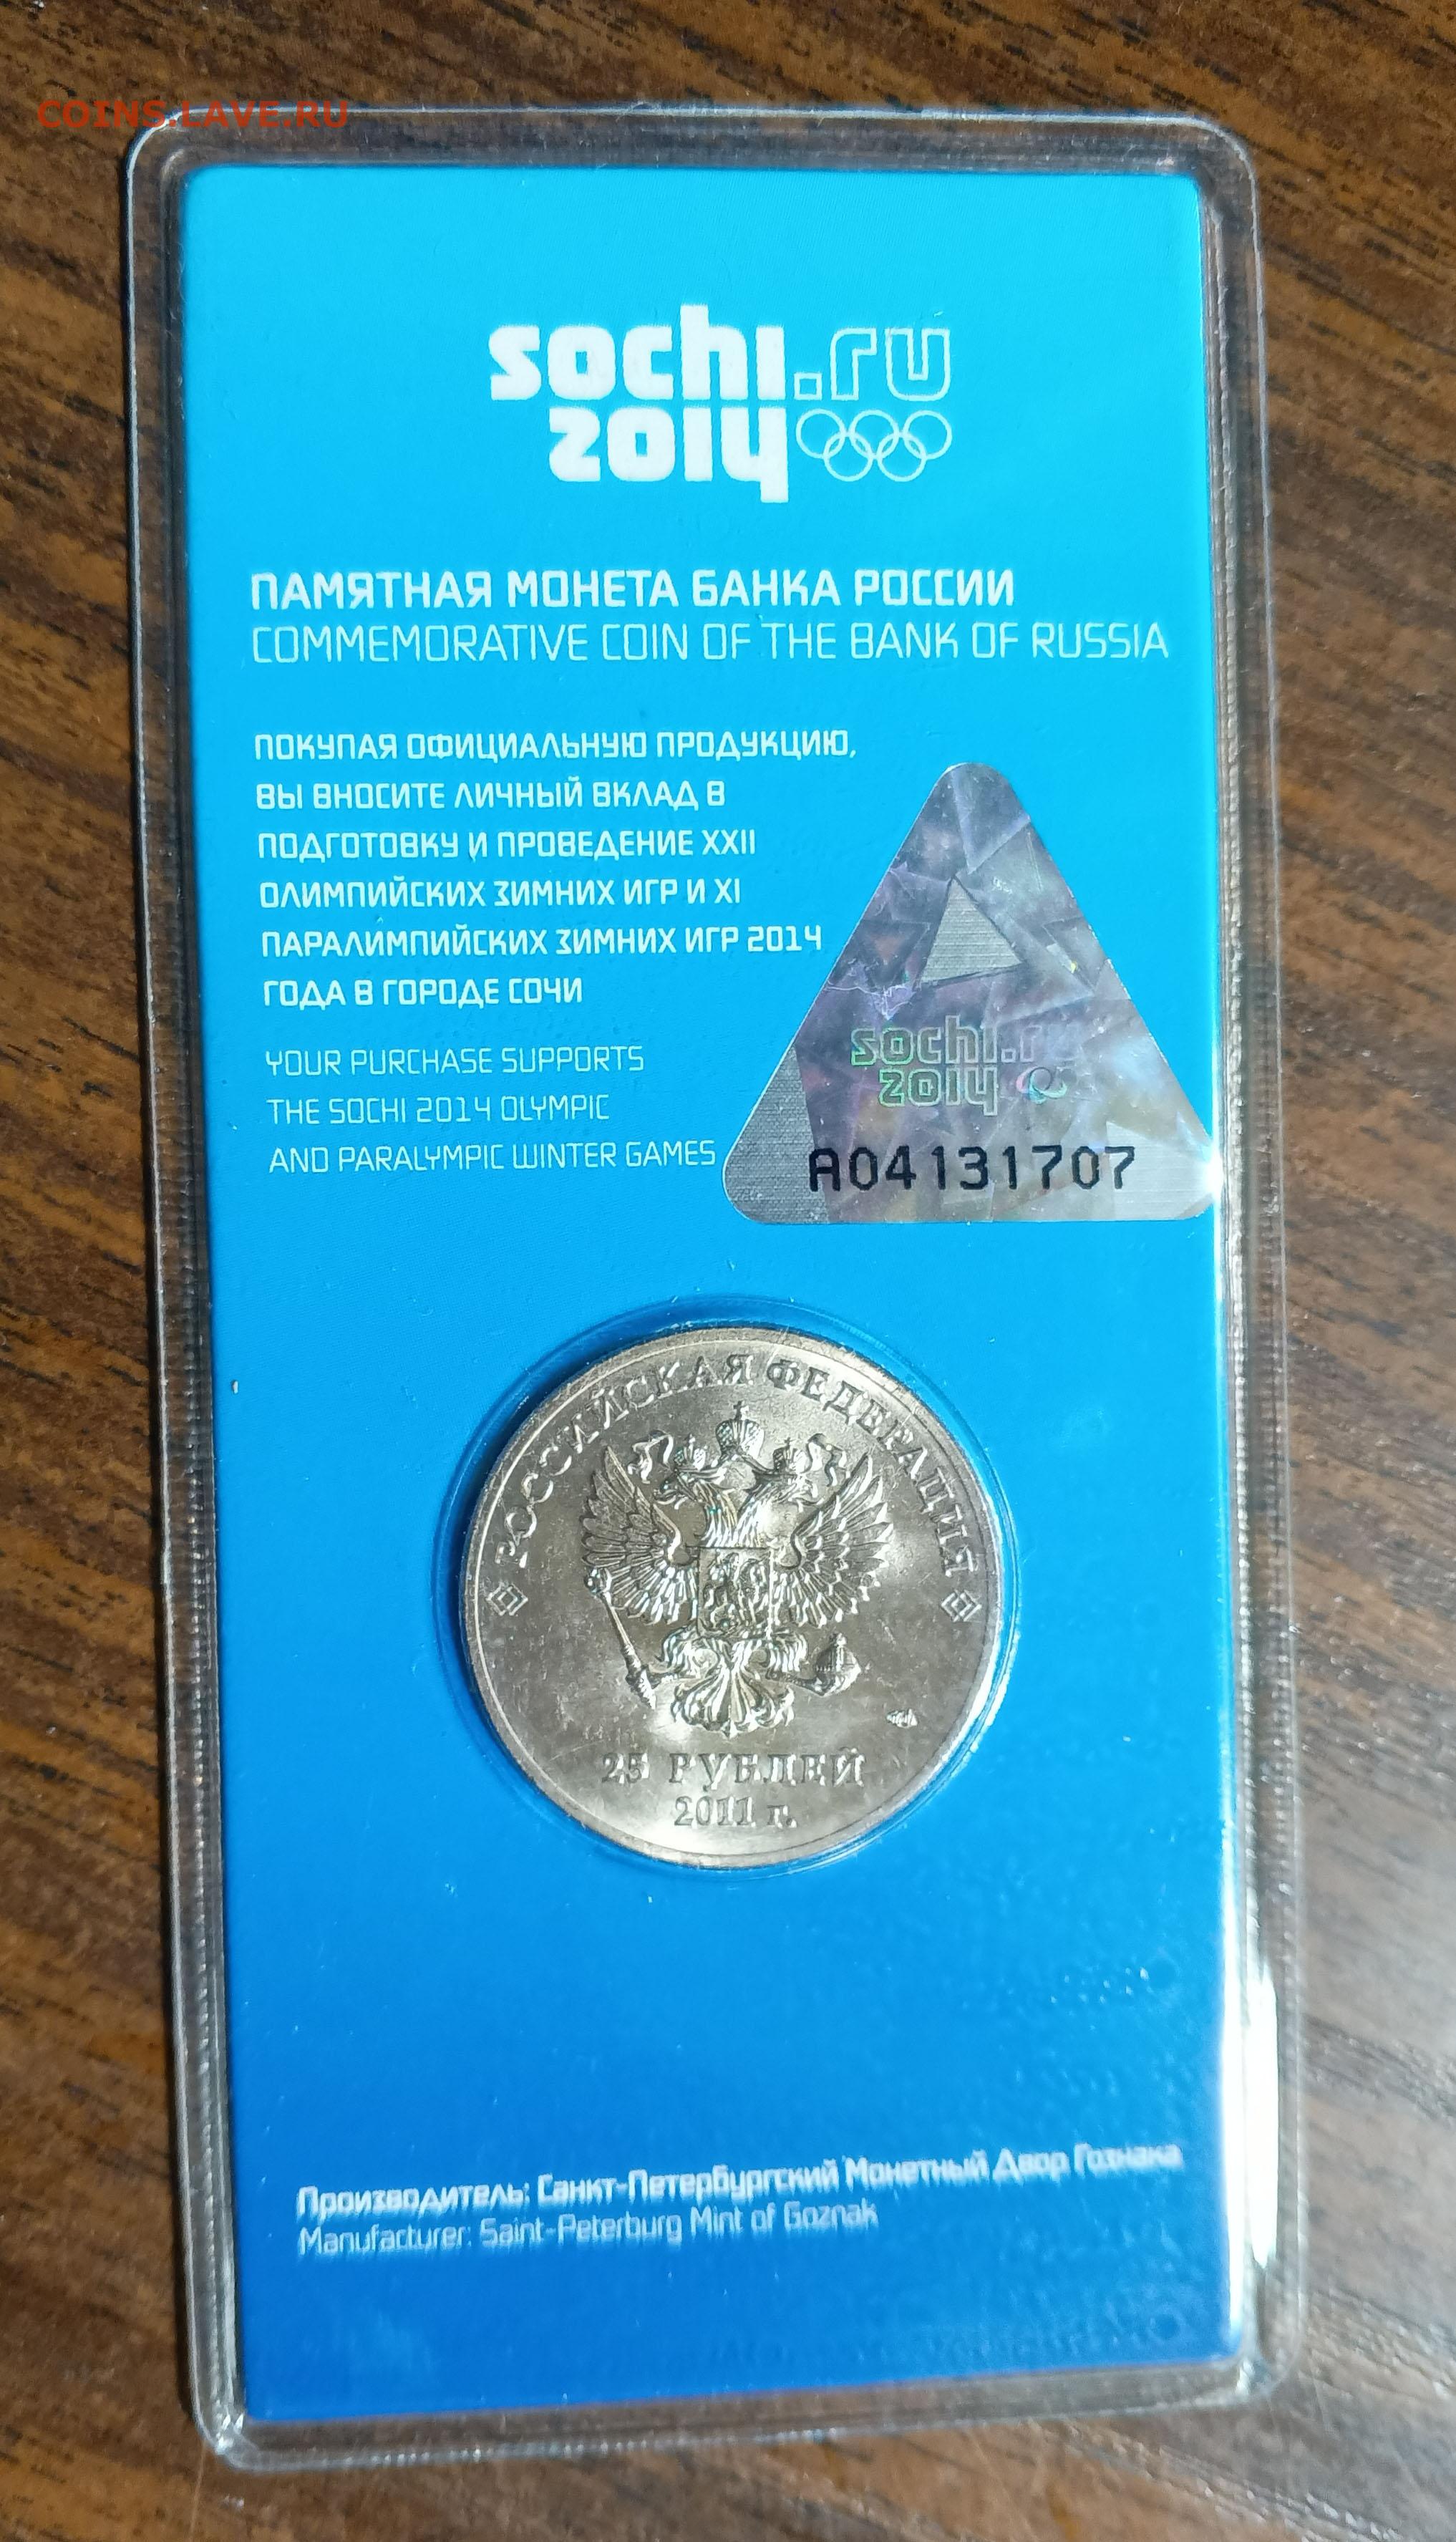 COINS.LAVE.RU
sochi.ru
2014
ПАМЯТНАЯ МОНЕТА БАНКА РОССИИ
COMMEMORATIVE COIN OF THE BANK OF RUSSIA
ПОКУПАЯ ОФИЦИАЛЬНУЮ ПРОДУКЦИЮ,
ВЫ ВНОСИТЕ ЛИЧНЫЙ ВКЛАД В
ПОДГОТОВКУ И ПРОВЕДЕНИЕ XXII
ОЛИМПИЙСКИХ ЗИМНИХ ИГР И XI
ПАРАЛИМПИЙСКИХ ЗИМНИХ ИГР 2014
ГОДА В ГОРОДЕ СОЧИ
YOUR PURCHASE SUPPORTS
THE SOCHI 2014 OLYMPIC
AND PARALYMPIC WINTER GAMES
sochi.ru
2014
A04131707
РОССИЙСКАЯ ФЕДЕРАЦИЯ
25 РУБЛЕЙ
2011 г.
Производитель: Санкт-Петербургский Монетный Двор Гознака
Manufacturer: Saint-Peterburg Mint of Goznak